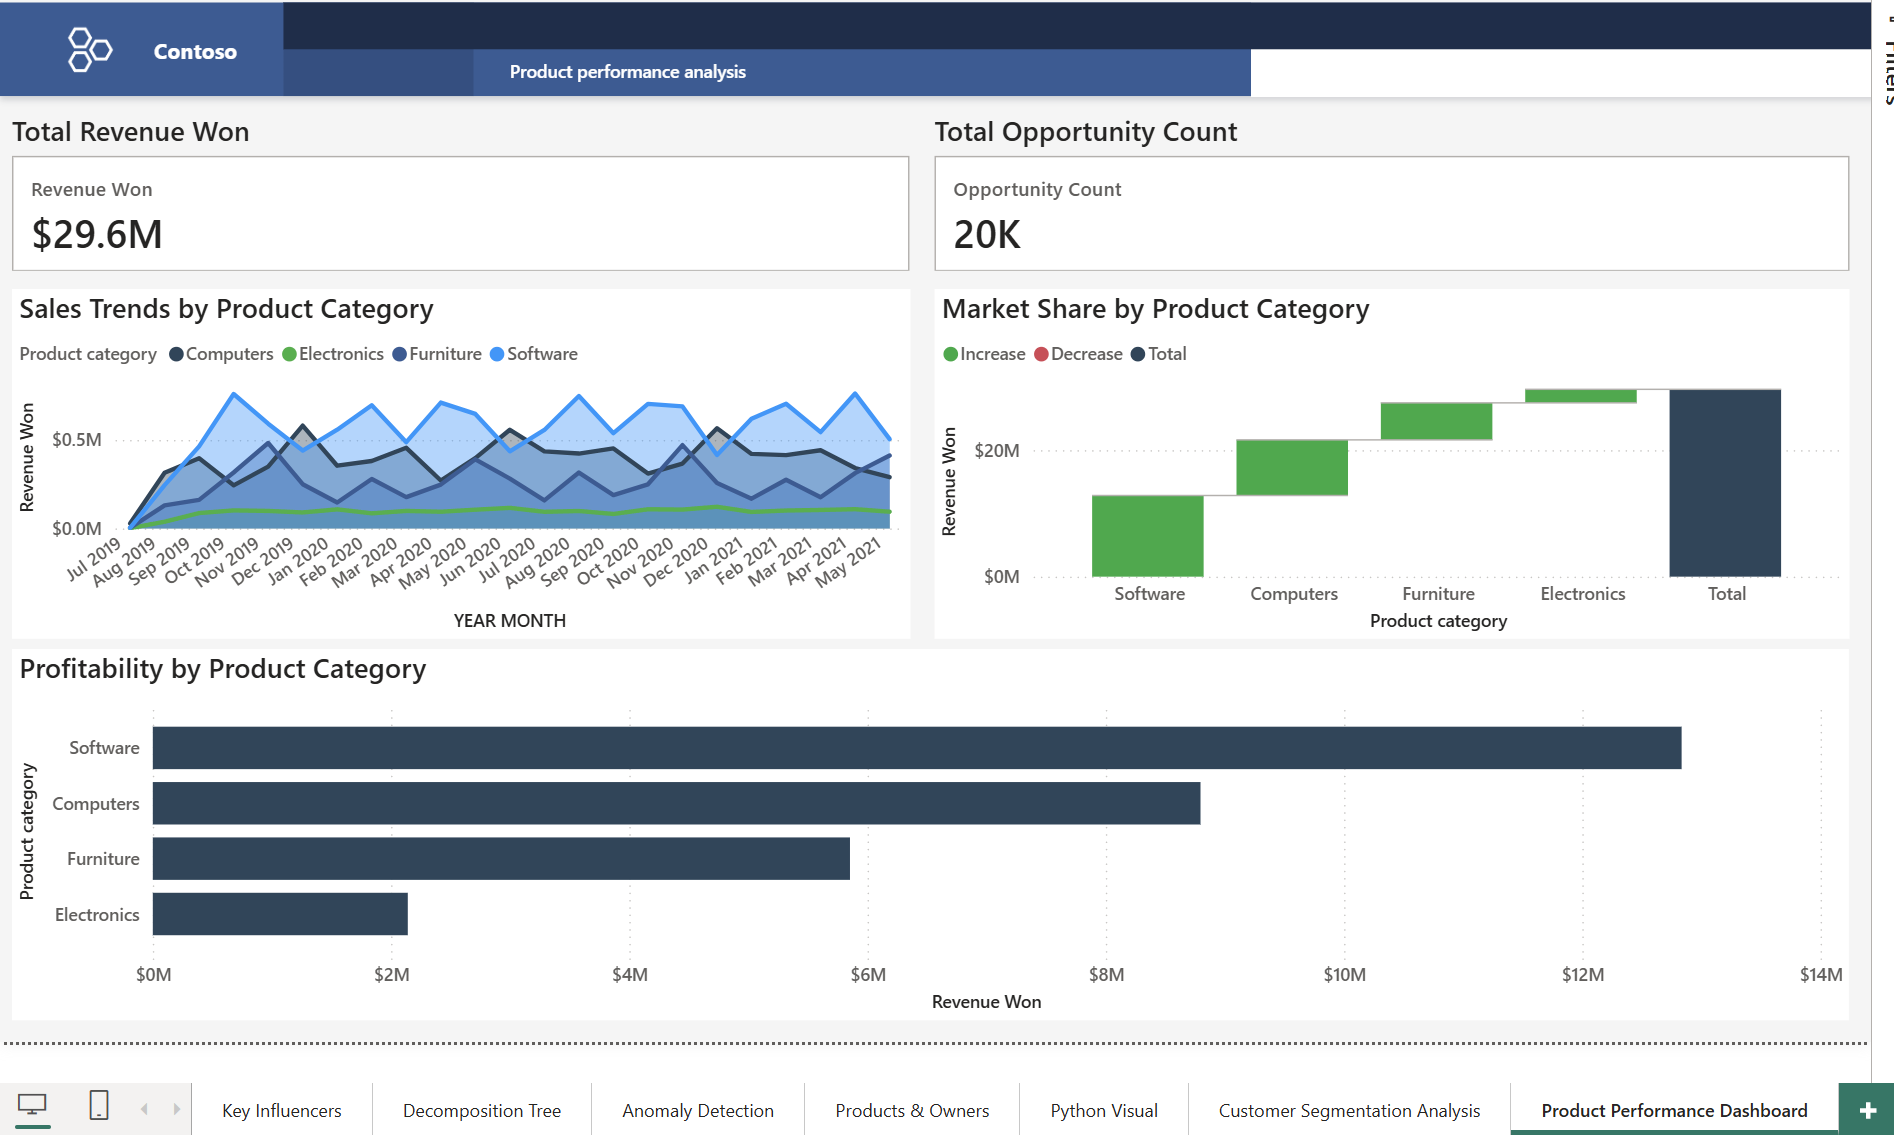 Contoso
Product performance analysis
Filters
Total Revenue Won
Revenue Won
$29.6M
Total Opportunity Count
Opportunity Count
20K
Sales Trends by Product Category
Product category Computers Electronics Furniture Software
Revenue Won
$0.5M
$0.0M
Jul 2019 Aug 2019 Sep 2019 Oct 2019 Nov 2019 Dec 2019 Jan 2020 Feb 2020 Mar 2020 Apr 2020 May 2020 Jun 2020 Jul 2020 Aug 2020 Sep 2020 Oct 2020 Nov 2020 Dec 2020 Jan 2021 Feb 2021 Mar 2021 Apr 2021 May 2021
YEAR MONTH
Market Share by Product Category
Increase Decrease Total
Revenue Won
$20M
$0M
Software Computers Furniture Electronics Total
Product category
Profitability by Product Category
Product category
Software
Computers
Furniture
Electronics
$0M $2M $4M $6M $8M $10M $12M $14M
Revenue Won
Key Influencers Decomposition Tree Anomaly Detection Products & Owners Python Visual Customer Segmentation Analysis Product Performance Dashboard